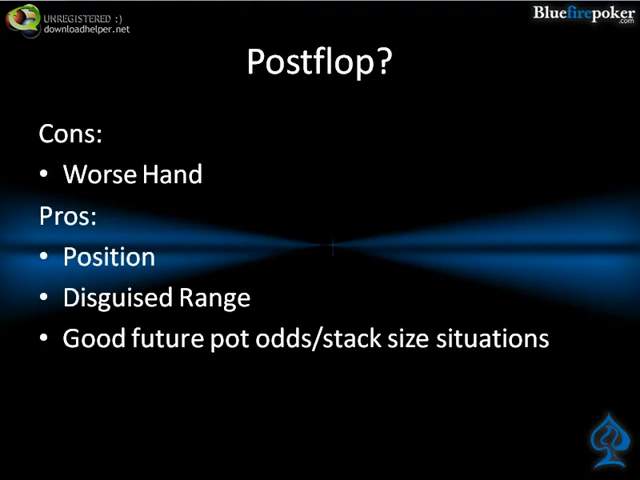 UNREGISTERED :)
downloadhelper.net
Bluefirepoker
.com
Postflop?
Cons:
• Worse Hand
Pros:
• Position
• Disguised Range
• Good future pot odds/stack size situations